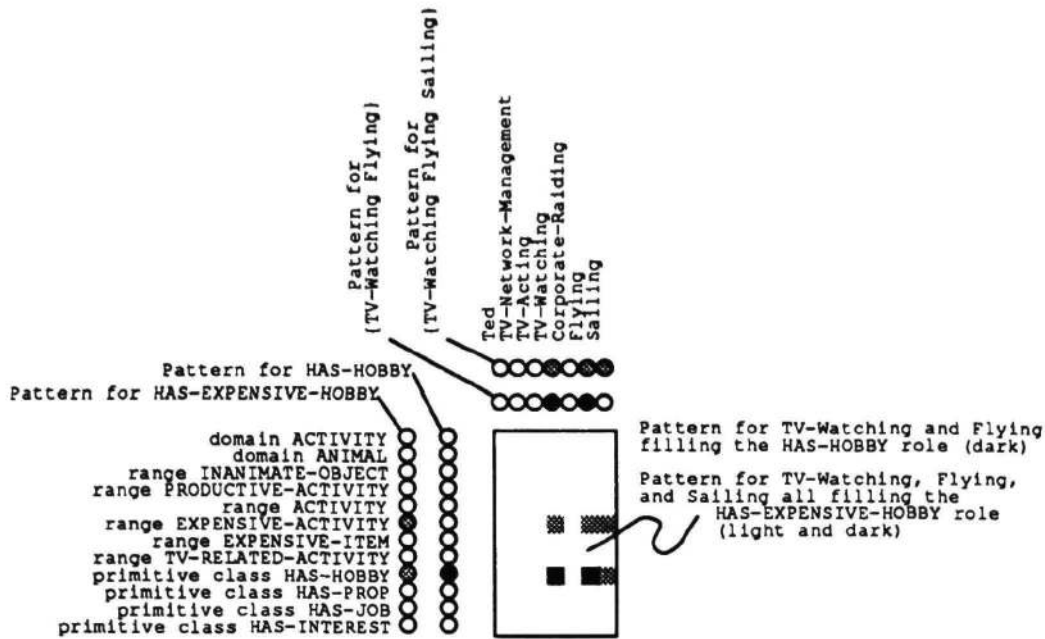 Pattern for
(TV-Watching Flying)
Pattern for
(TV-Watching Flying Sailing)
Ted
TV-Network-Management
TV-Acting
TV-Watching
Corporate-Raiding
Flying
Sailing
Pattern for HAS-HOBBY
Pattern for HAS-EXPENSIVE-HOBBY
domain ACTIVITY
domain ANIMAL
range INANIMATE-OBJECT
range PRODUCTIVE-ACTIVITY
range ACTIVITY
range EXPENSIVE-ACTIVITY
range EXPENSIVE-ITEM
range TV-RELATED-ACTIVITY
primitive class HAS-HOBBY
primitive class HAS-PROP
primitive class HAS-JOB
primitive class HAS-INTEREST
Pattern for TV-Watching and Flying
filling the HAS-HOBBY role (dark)
Pattern for TV-Watching, Flying,
and Sailing all filling the
HAS-EXPENSIVE-HOBBY role
(light and dark)